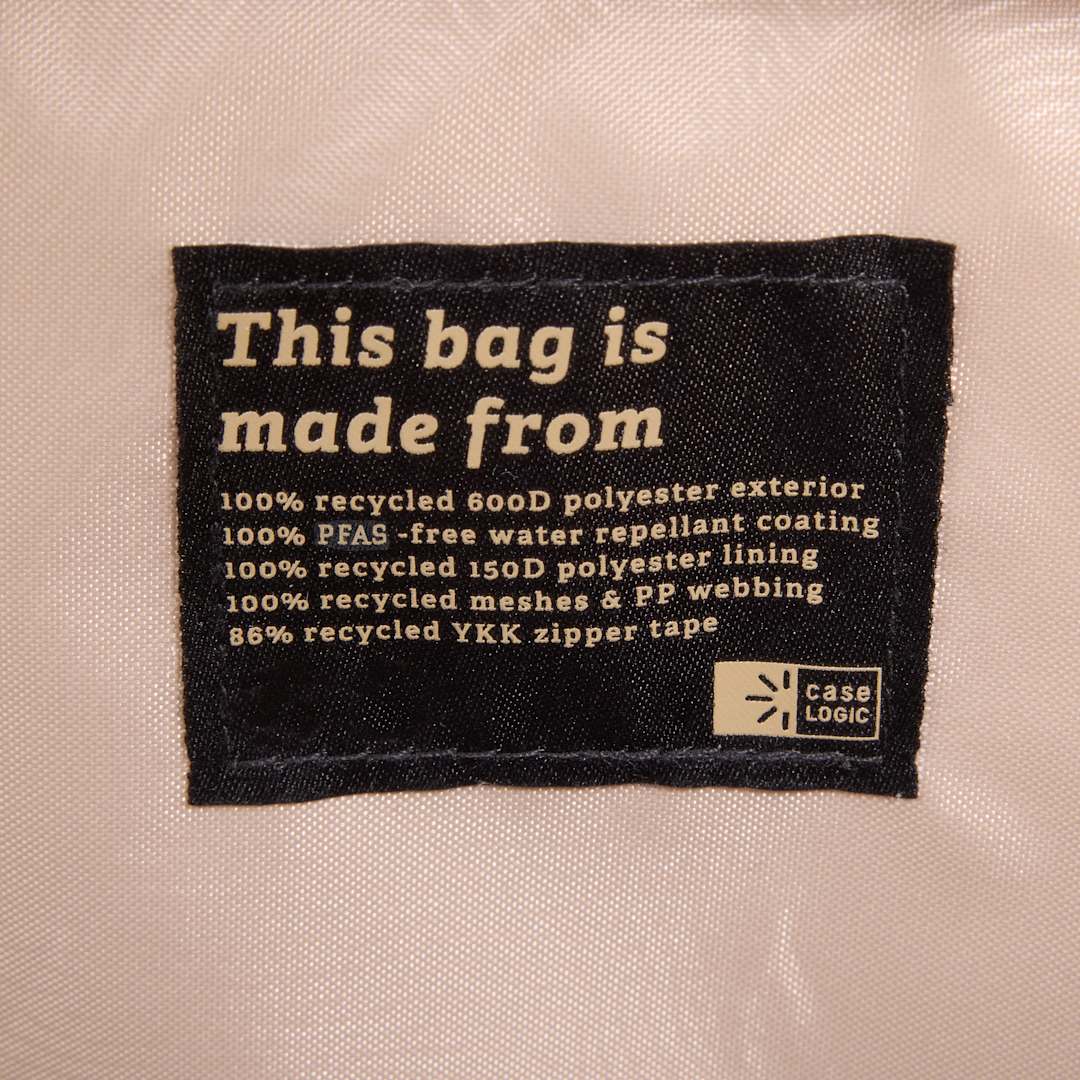 This bag is
made from
100% recycled 600D polyester exterior
100% PFAS -free water repellant coating
100% recycled 150D polyester lining
100% recycled meshes & PP webbing
86% recycled YKK zipper tape
case
LOGIC